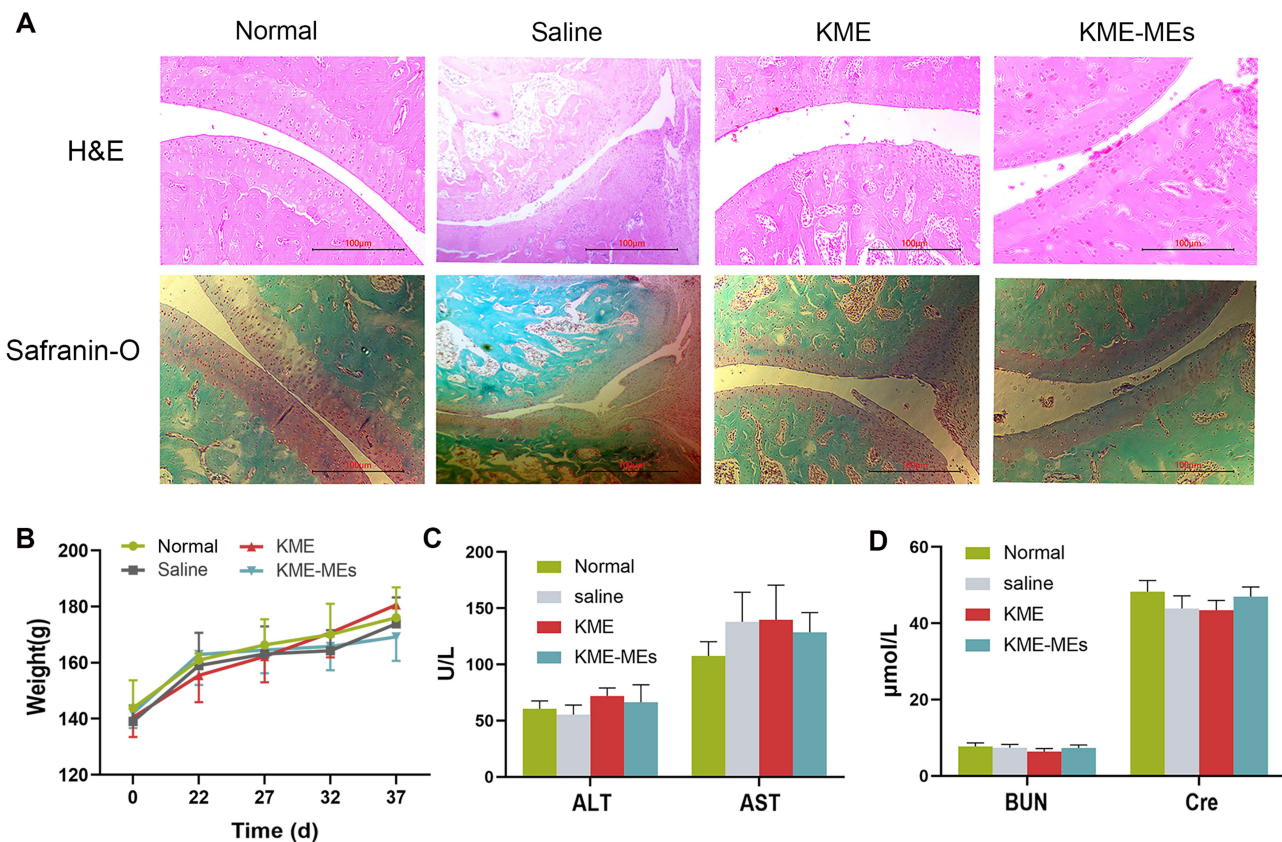 A
Normal
Saline
KME
KME-MEs
H&E
100μm
100μm
100μm
100μm
Safranin-O
100μm
100μm
100μm
100μm
B
Normal
KME
Saline
KME-MEs
Weight(g)
200
180
160
140
120
0 22 27 32 37
Time (d)
C
Normal
saline
KME
KME-MEs
U/L
200
150
100
50
0
ALT AST
D
Normal
saline
KME
KME-MEs
μmol/L
60
40
20
0
BUN Cre